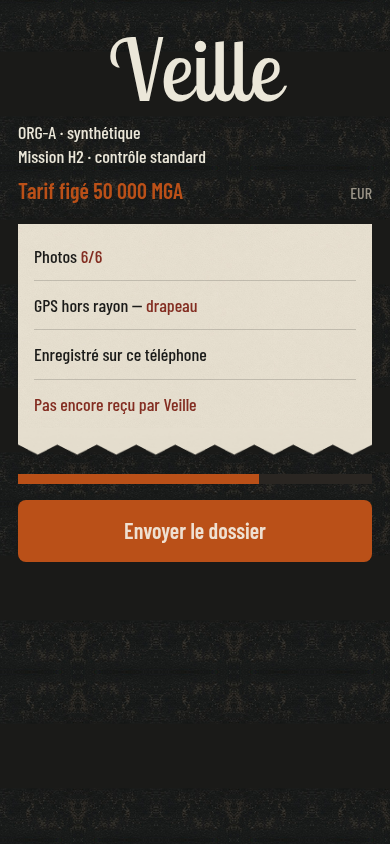 Veille
ORG-A · synthétique
Mission H2 · contrôle standard
Tarif figé 50 000 MGA
EUR
Photos 6/6
GPS hors rayon — drapeau
Enregistré sur ce téléphone
Pas encore reçu par Veille
Envoyer le dossier